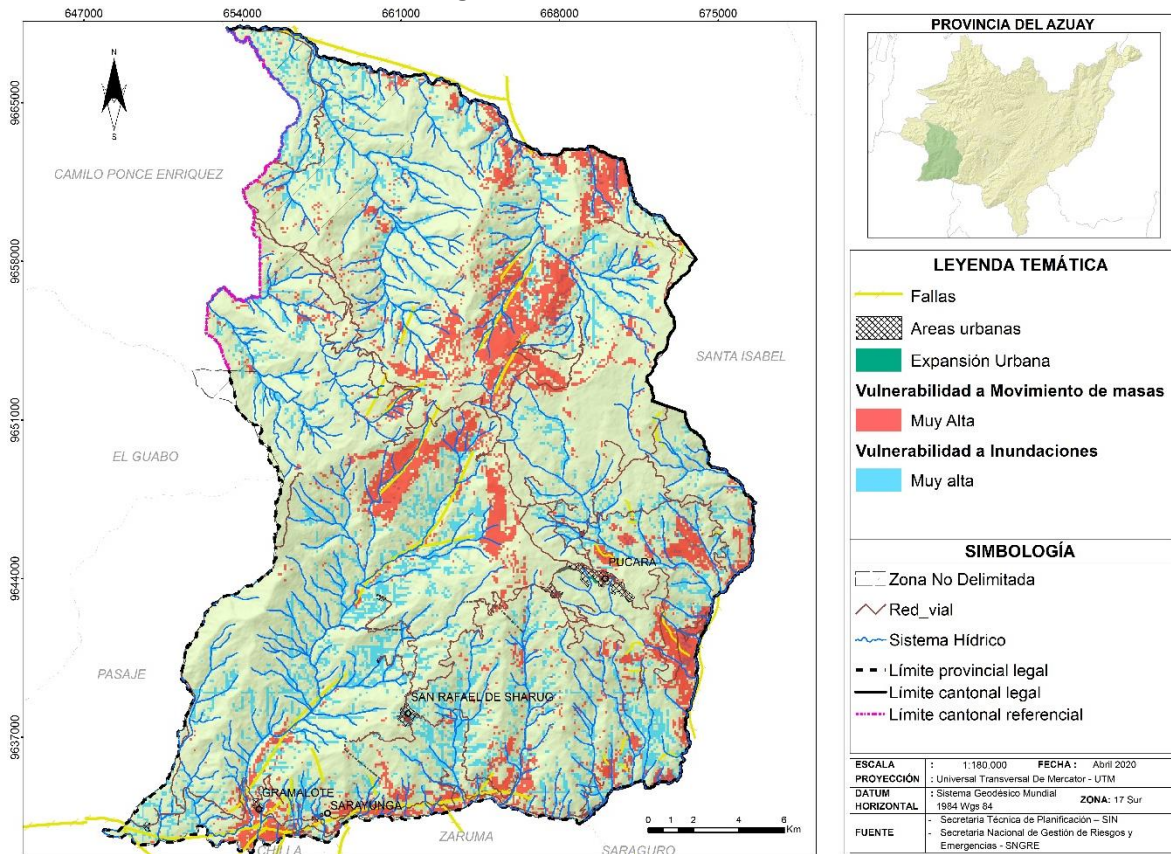 647000
654000
661000
668000
675000
9665000
9658000
9651000
9644000
9637000
N
S
CAMILO PONCE ENRIQUEZ
SANTA ISABEL
EL GUABO
PASAJE
PUCARA
SAN RAFAEL DE SHARUG
GRAMALOTE
SARAYUNGA
CHILLA
ZARUMA
SARAGURO
0 1 2 4 6
Km
PROVINCIA DEL AZUAY
LEYENDA TEMÁTICA
Fallas
Areas urbanas
Expansión Urbana
Vulnerabilidad a Movimiento de masas
Muy Alta
Vulnerabilidad a Inundaciones
Muy alta
SIMBOLOGÍA
Zona No Delimitada
Red_vial
Sistema Hídrico
Límite provincial legal
Límite cantonal legal
Límite cantonal referencial
ESCALA : 1:180.000 FECHA : Abril 2020
PROYECCIÓN : Universal Transversal De Mercator - UTM
DATUM HORIZONTAL : Sistema Geodésico Mundial 1984 Wgs 84 ZONA: 17 Sur
FUENTE - Secretaria Técnica de Planificación – SIN
- Secretaria Nacional de Gestión de Riesgos y
Emergencias - SNGRE